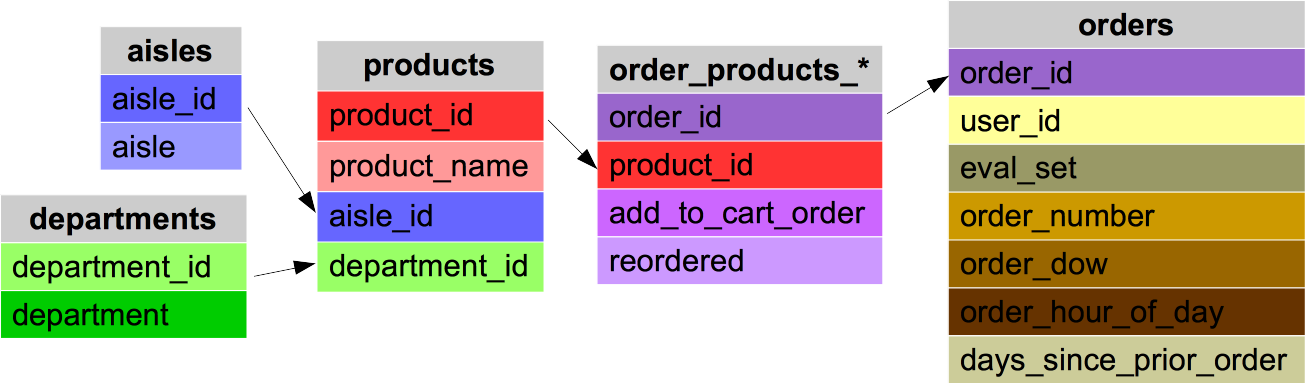 aisles
aisle_id
aisle
departments
department_id
department
products
product_id
product_name
aisle_id
department_id
order_products_*
order_id
product_id
add_to_cart_order
reordered
orders
order_id
user_id
eval_set
order_number
order_dow
order_hour_of_day
days_since_prior_order